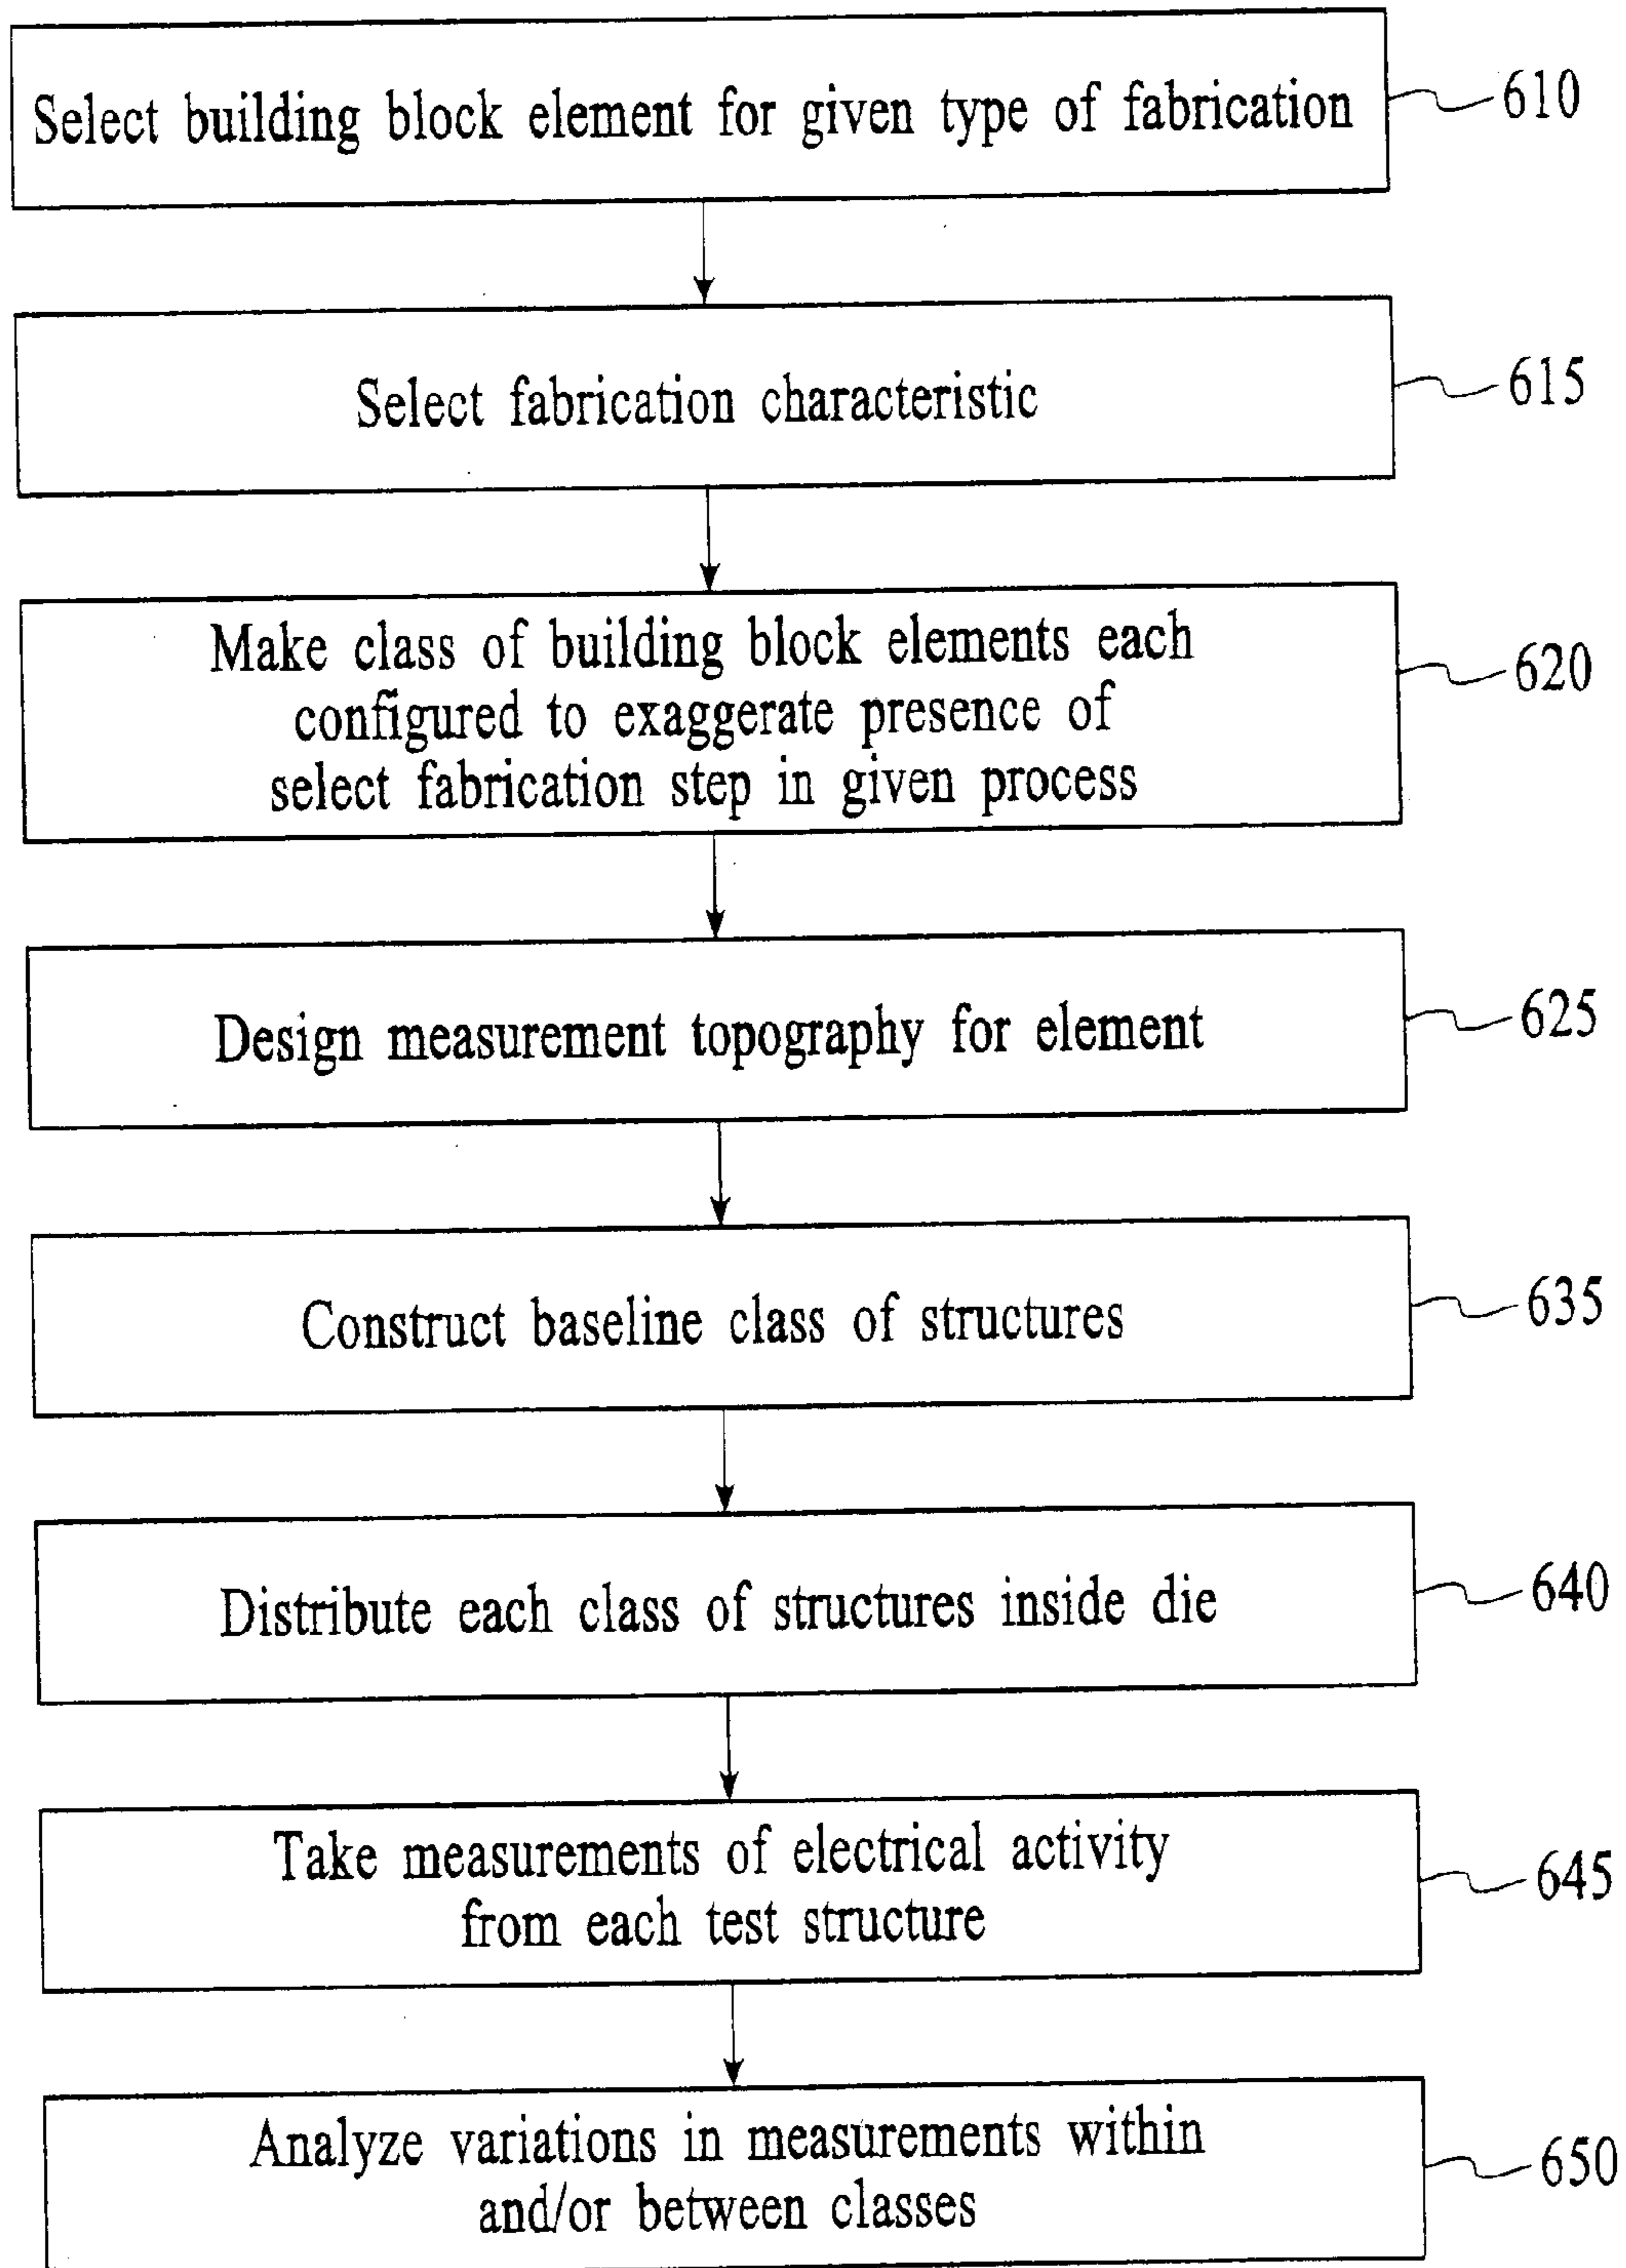 Select building block element for given type of fabrication
610
Select fabrication characteristic
615
Make class of building block elements each
configured to exaggerate presence of
select fabrication step in given process
620
Design measurement topography for element
625
Construct baseline class of structures
635
Distribute each class of structures inside die
640
Take measurements of electrical activity
from each test structure
645
Analyze variations in measurements within
and/or between classes
650